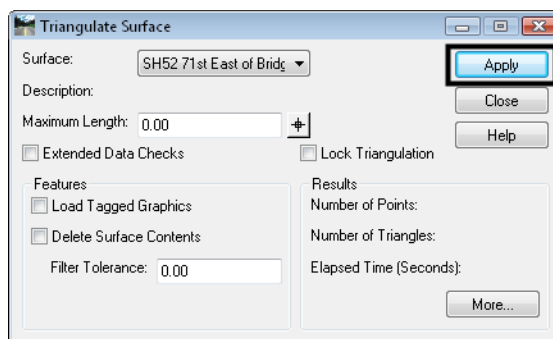 Triangulate Surface
Surface:
SH52 71st East of Bridg
Apply
Description:
Close
Maximum Length:
0.00
Help
Extended Data Checks
Lock Triangulation
Features
Load Tagged Graphics
Delete Surface Contents
Filter Tolerance:
0.00
Results
Number of Points:
Number of Triangles:
Elapsed Time (Seconds):
More...